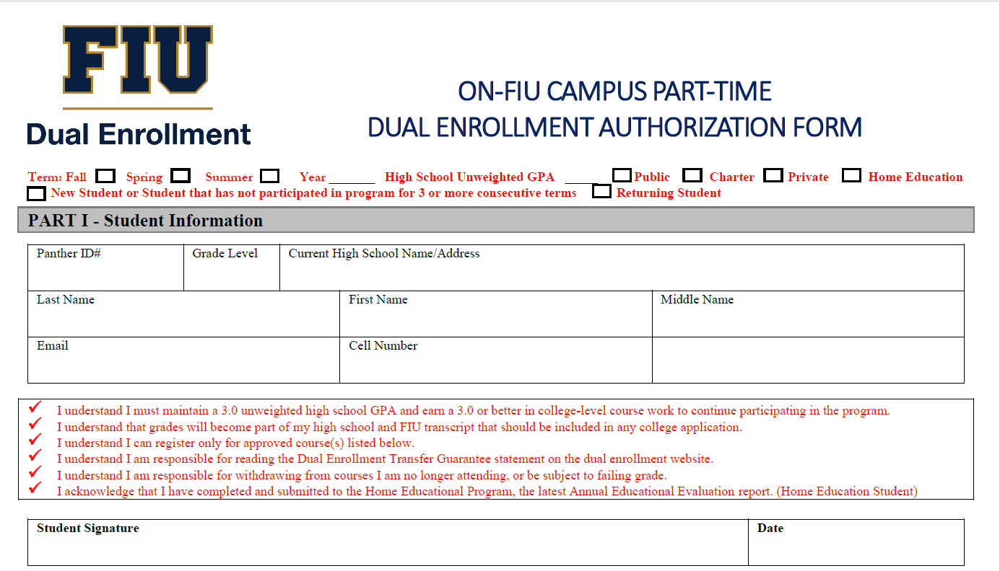 FIU
Dual Enrollment
ON-FIU CAMPUS PART-TIME
DUAL ENROLLMENT AUTHORIZATION FORM
Term: Fall Spring Summer Year _______ High School Unweighted GPA _____ Public Charter Private Home Education
New Student or Student that has not participated in program for 3 or more consecutive terms Returning Student
PART I - Student Information
Panther ID# Grade Level Current High School Name/Address
Last Name First Name Middle Name
Email Cell Number
I understand I must maintain a 3.0 unweighted high school GPA and earn a 3.0 or better in college-level course work to continue participating in the program.
I understand that grades will become part of my high school and FIU transcript that should be included in any college application.
I understand I can register only for approved course(s) listed below.
I understand I am responsible for reading the Dual Enrollment Transfer Guarantee statement on the dual enrollment website.
I understand I am responsible for withdrawing from courses I am no longer attending, or be subject to failing grade.
I acknowledge that I have completed and submitted to the Home Educational Program, the latest Annual Educational Evaluation report. (Home Education Student)
Student Signature Date